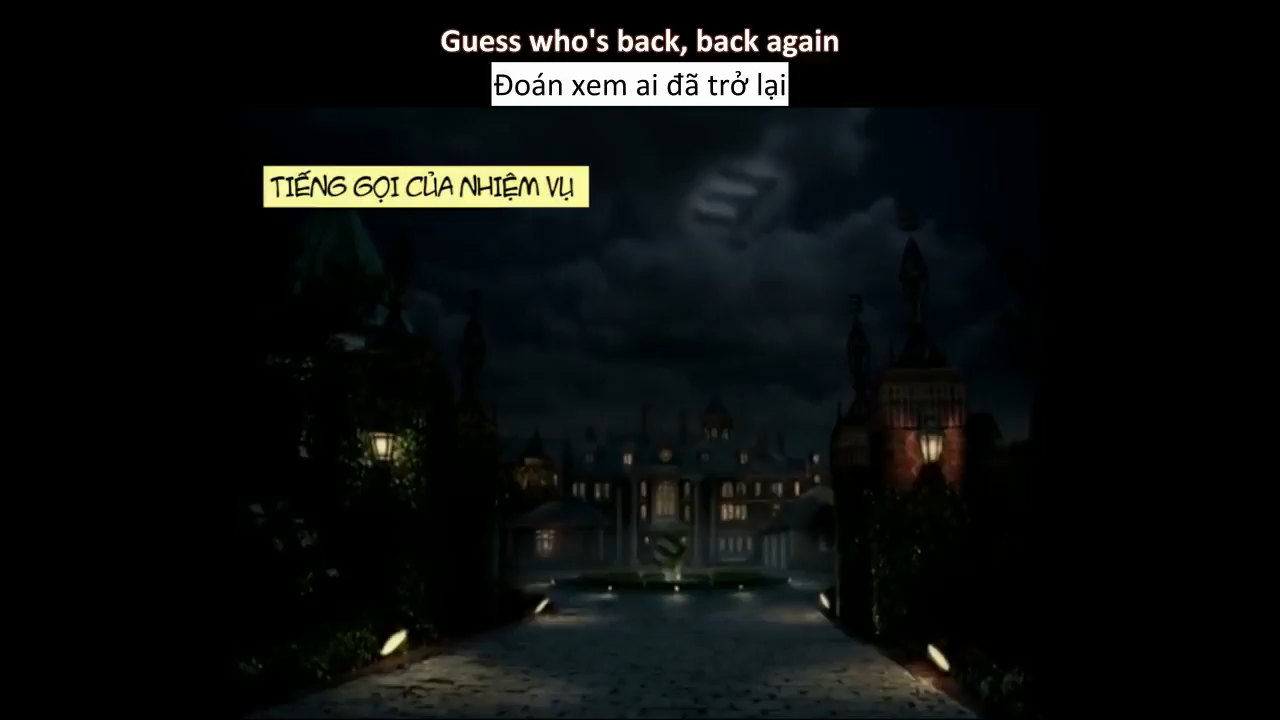 Guess who's back, back again
Đoán xem ai đã trở lại
TIẾNG GỌI CỦA NHIỆM VỤ